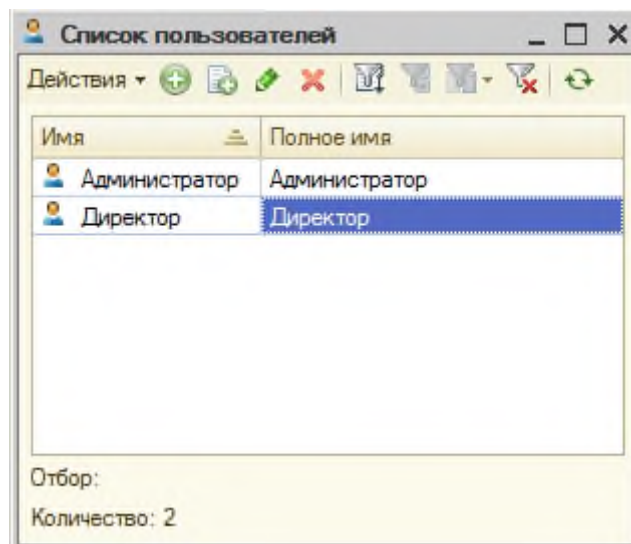 Список пользователей
Действия
Имя Полное имя
Администратор Администратор
Директор Директор
Отбор:
Количество: 2